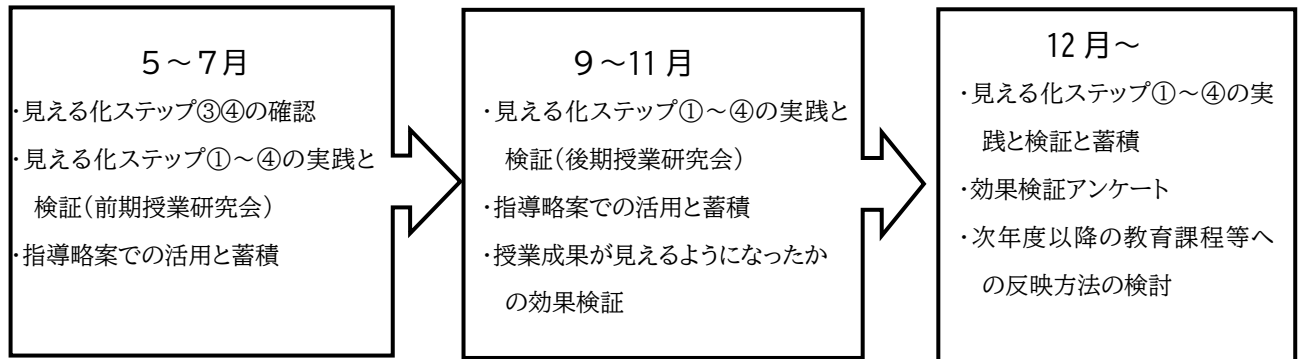 ５～７月
・見える化ステップ③④の確認
・見える化ステップ①～④の実践と
検証（前期授業研究会）
・指導略案での活用と蓄積
９～11 月
・見える化ステップ①～④の実践と
検証（後期授業研究会）
・指導略案での活用と蓄積
・授業成果が見えるようになったか
の効果検証
12 月～
・見える化ステップ①～④の実
践と検証と蓄積
・効果検証アンケート
・次年度以降の教育課程等へ
の反映方法の検討